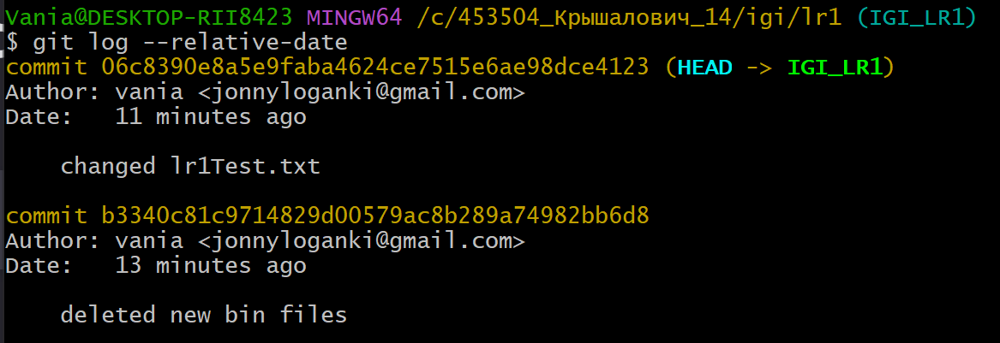 Vania@DESKTOP-RII8423 MINGW64 /c/453504_Крышалович_14/igi/lr1 (IGI_LR1)
$ git log --relative-date
commit 06c8390e8a5e9faba4624ce7515e6ae98dce4123 (HEAD -> IGI_LR1)
Author: vania <jonnyloganki@gmail.com>
Date:   11 minutes ago
changed lr1Test.txt
commit b3340c81c9714829d00579ac8b289a74982bb6d8
Author: vania <jonnyloganki@gmail.com>
Date:   13 minutes ago
deleted new bin files